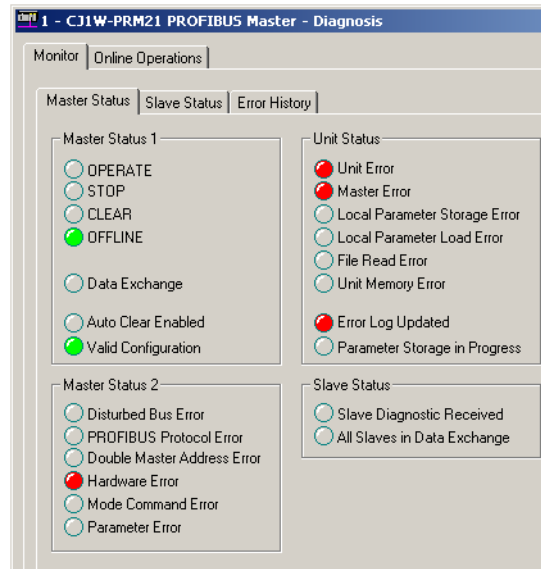 1 - CJ1W-PRM21 PROFIBUS Master - Diagnosis
Monitor
Online Operations
Master Status
Slave Status
Error History
Master Status 1
OPERATE
STOP
CLEAR
OFFLINE
Data Exchange
Auto Clear Enabled
Valid Configuration
Unit Status
Unit Error
Master Error
Local Parameter Storage Error
Local Parameter Load Error
File Read Error
Unit Memory Error
Error Log Updated
Parameter Storage in Progress
Master Status 2
Disturbed Bus Error
PROFIBUS Protocol Error
Double Master Address Error
Hardware Error
Mode Command Error
Parameter Error
Slave Status
Slave Diagnostic Received
All Slaves in Data Exchange